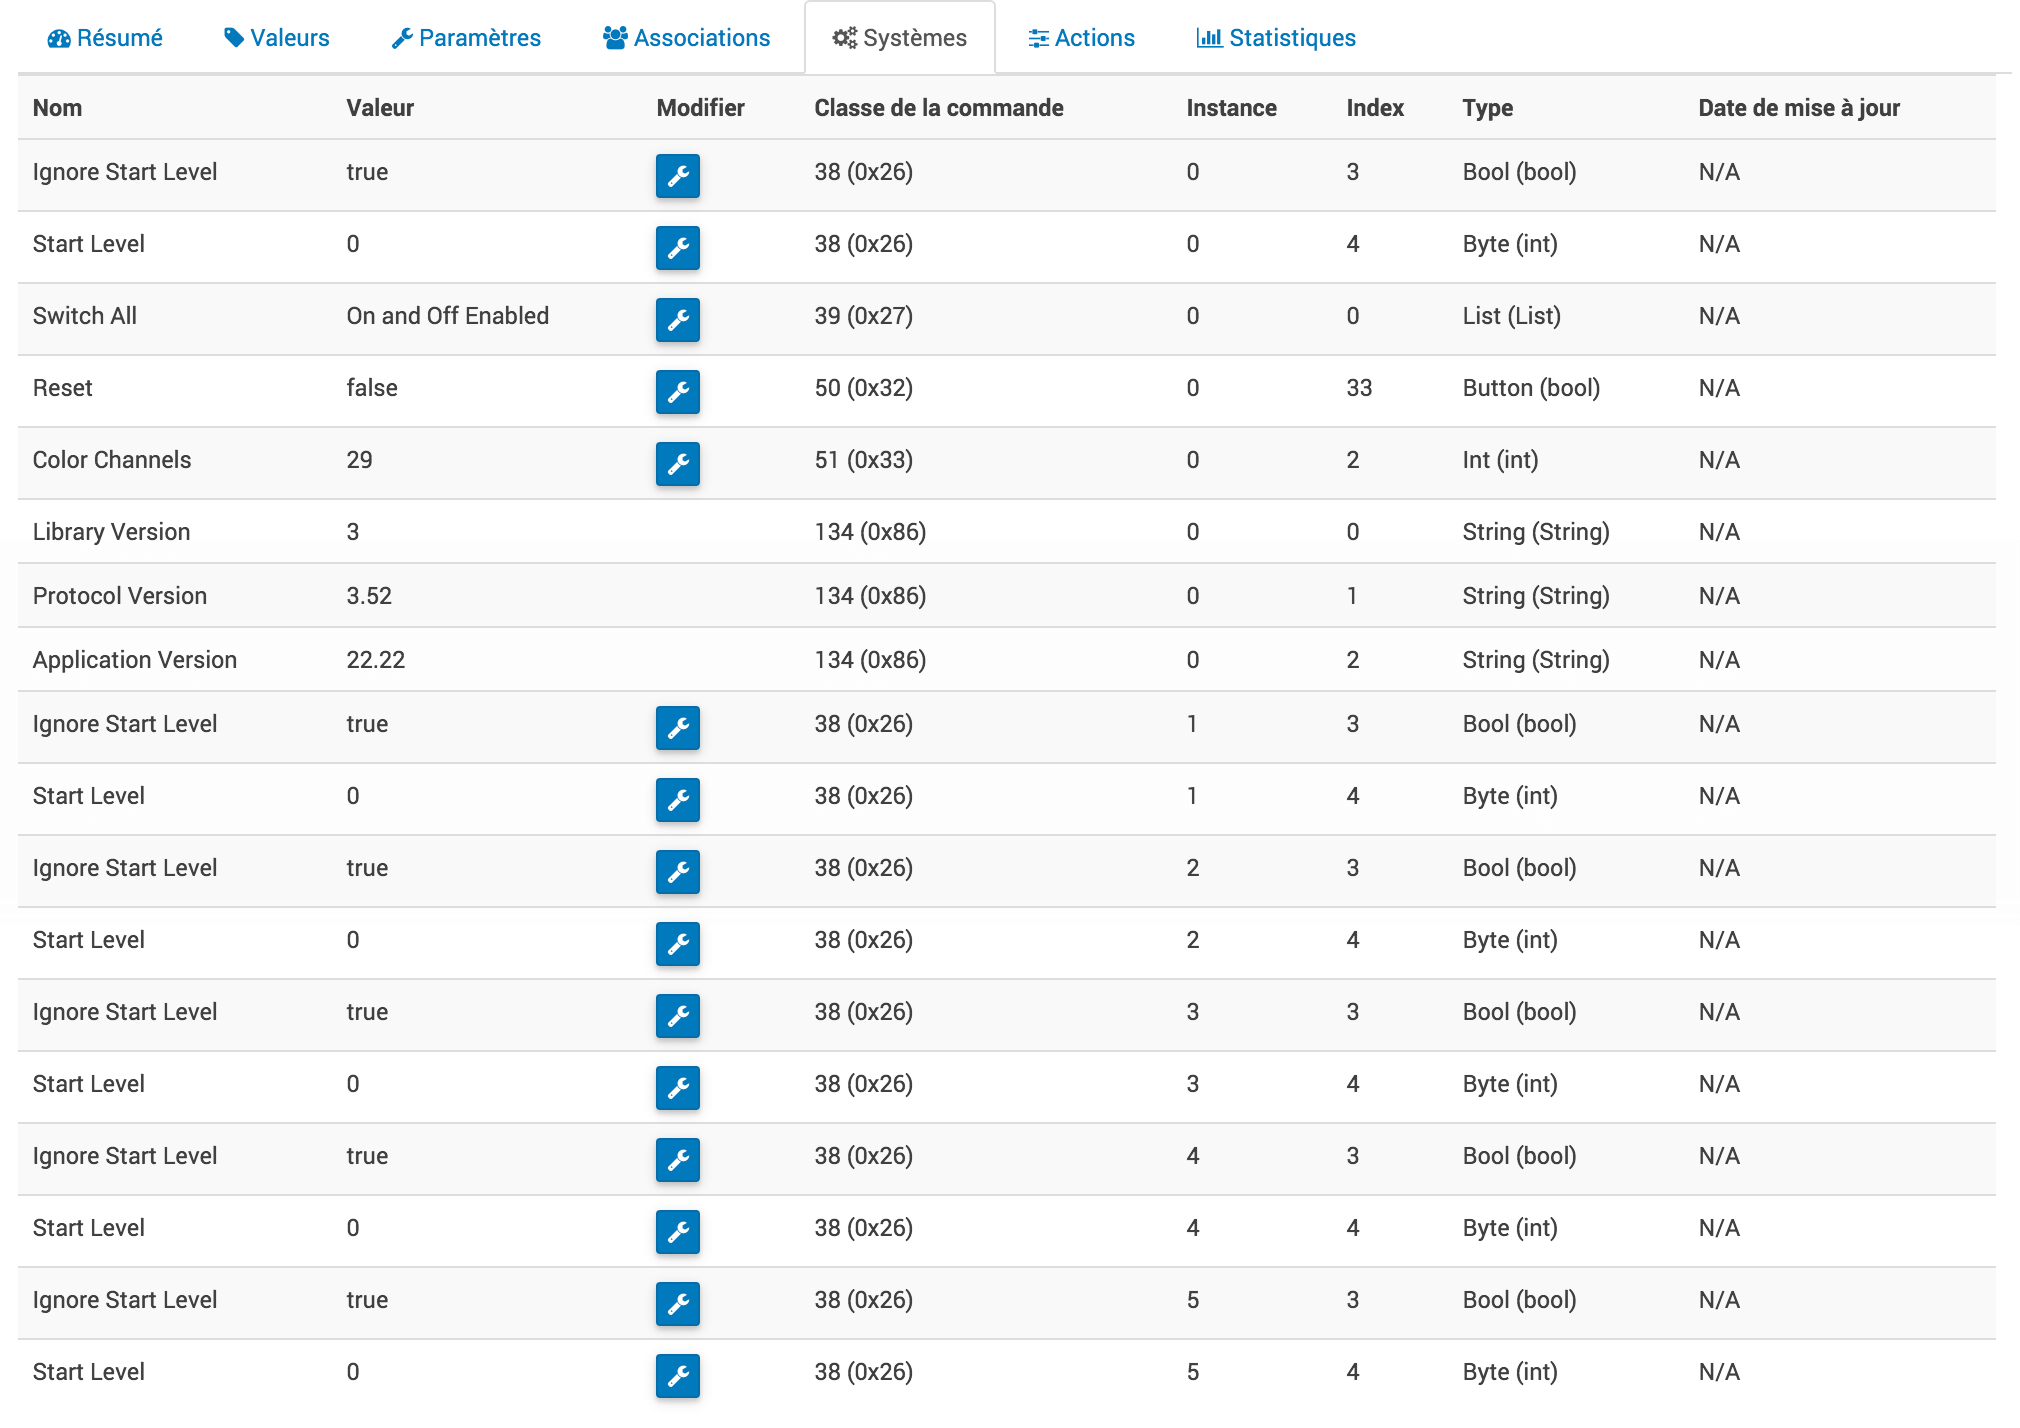 Résumé Valeurs Paramètres Associations Systèmes Actions Statistiques
Nom Valeur Modifier Classe de la commande Instance Index Type Date de mise à jour
Ignore Start Level true 38 (0x26) 0 3 Bool (bool) N/A
Start Level 0 38 (0x26) 0 4 Byte (int) N/A
Switch All On and Off Enabled 39 (0x27) 0 0 List (List) N/A
Reset false 50 (0x32) 0 33 Button (bool) N/A
Color Channels 29 51 (0x33) 0 2 Int (int) N/A
Library Version 3 134 (0x86) 0 0 String (String) N/A
Protocol Version 3.52 134 (0x86) 0 1 String (String) N/A
Application Version 22.22 134 (0x86) 0 2 String (String) N/A
Ignore Start Level true 38 (0x26) 1 3 Bool (bool) N/A
Start Level 0 38 (0x26) 1 4 Byte (int) N/A
Ignore Start Level true 38 (0x26) 2 3 Bool (bool) N/A
Start Level 0 38 (0x26) 2 4 Byte (int) N/A
Ignore Start Level true 38 (0x26) 3 3 Bool (bool) N/A
Start Level 0 38 (0x26) 3 4 Byte (int) N/A
Ignore Start Level true 38 (0x26) 4 3 Bool (bool) N/A
Start Level 0 38 (0x26) 4 4 Byte (int) N/A
Ignore Start Level true 38 (0x26) 5 3 Bool (bool) N/A
Start Level 0 38 (0x26) 5 4 Byte (int) N/A